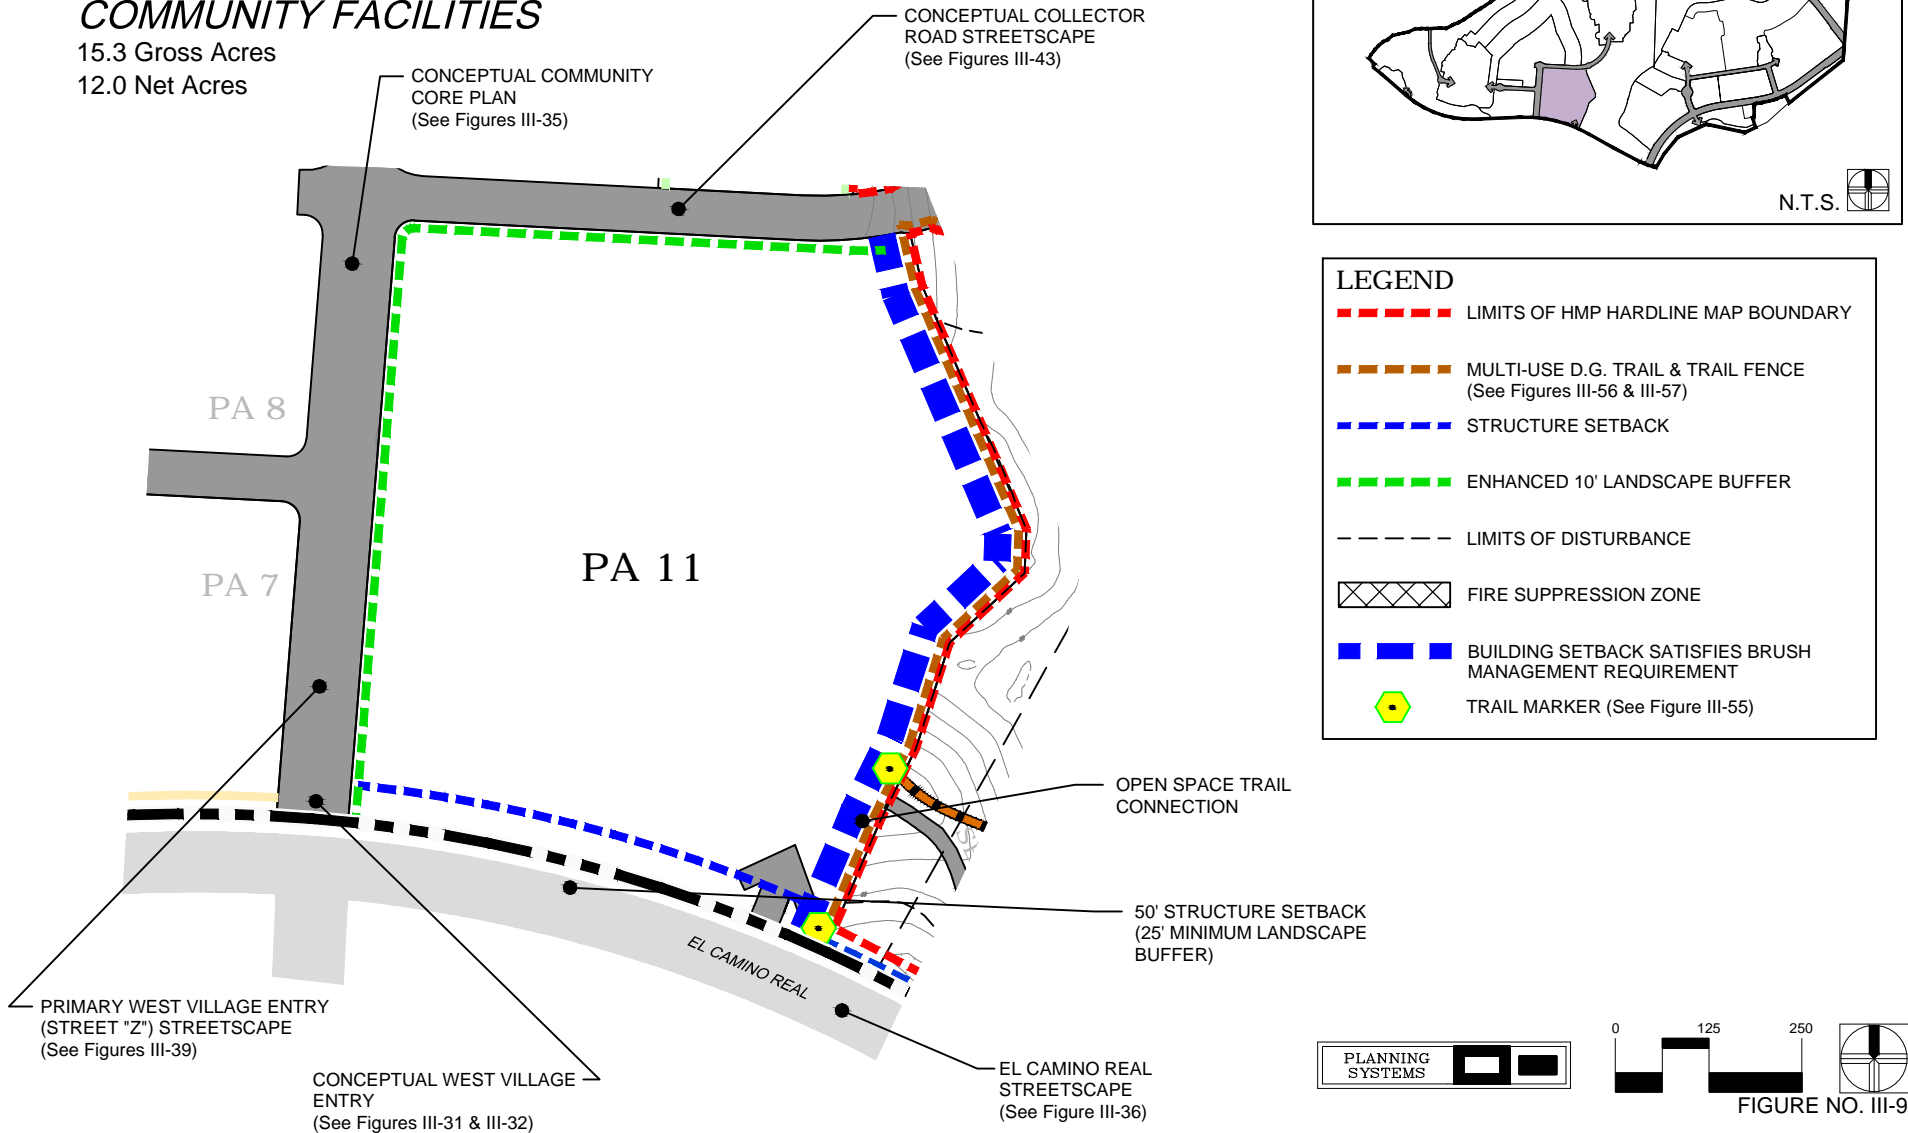 COMMUNITY FACILITIES
15.3 Gross Acres
12.0 Net Acres
CONCEPTUAL COMMUNITY
CORE PLAN
(See Figures III-35)
CONCEPTUAL COLLECTOR
ROAD STREETSCAPE
(See Figures III-43)
N.T.S.
LEGEND
LIMITS OF HMP HARDLINE MAP BOUNDARY
MULTI-USE D.G. TRAIL & TRAIL FENCE
(See Figures III-56 & III-57)
STRUCTURE SETBACK
ENHANCED 10' LANDSCAPE BUFFER
LIMITS OF DISTURBANCE
FIRE SUPPRESSION ZONE
BUILDING SETBACK SATISFIES BRUSH
MANAGEMENT REQUIREMENT
TRAIL MARKER (See Figure III-55)
PA 8
PA 7
PA 11
OPEN SPACE TRAIL
CONNECTION
50' STRUCTURE SETBACK
(25' MINIMUM LANDSCAPE
BUFFER)
EL CAMINO REAL
PRIMARY WEST VILLAGE ENTRY
(STREET "Z") STREETSCAPE
(See Figures III-39)
CONCEPTUAL WEST VILLAGE
ENTRY
(See Figures III-31 & III-32)
EL CAMINO REAL
STREETSCAPE
(See Figure III-36)
PLANNING
SYSTEMS
0 125 250
FIGURE NO. III-9